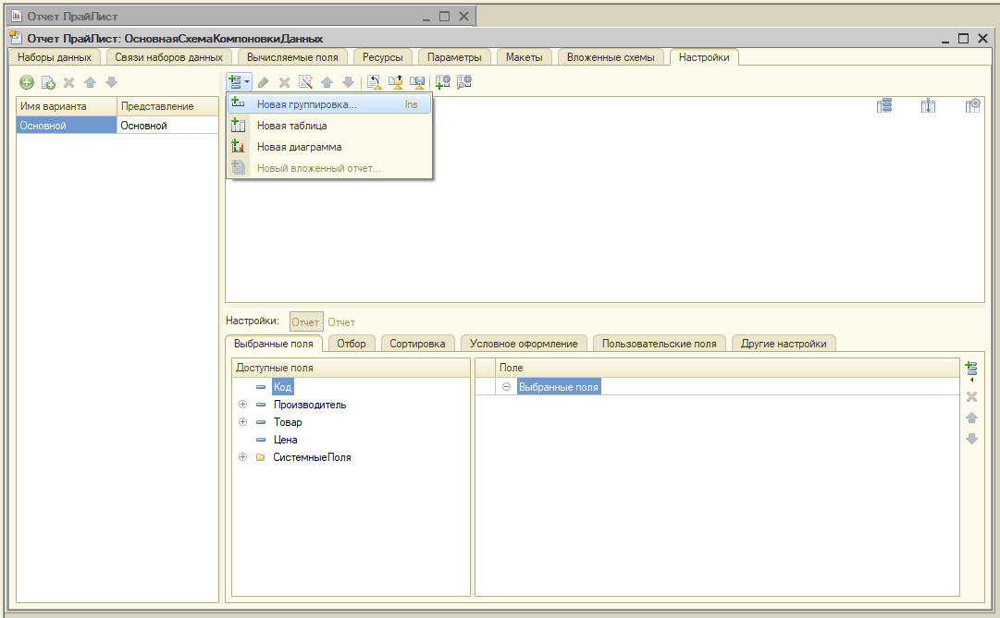 Отчет ПрайЛист
Отчет ПрайЛист: ОсновнаяСхемаКомпоновкиДанных
Наборы данных Связи наборов данных Вычисляемые поля Ресурсы Параметры Макеты Вложенные схемы Настройки
Имя варианта Представление
Основной Основной
Новая группировка... Ins
Новая таблица
Новая диаграмма
Новый вложенный отчет...
Настройки: Отчет Отчет
Выбранные поля Отбор Сортировка Условное оформление Пользовательские поля Другие настройки
Доступные поля
Код
Производитель
Товар
Цена
СистемныеПоля
Поле
Выбранные поля